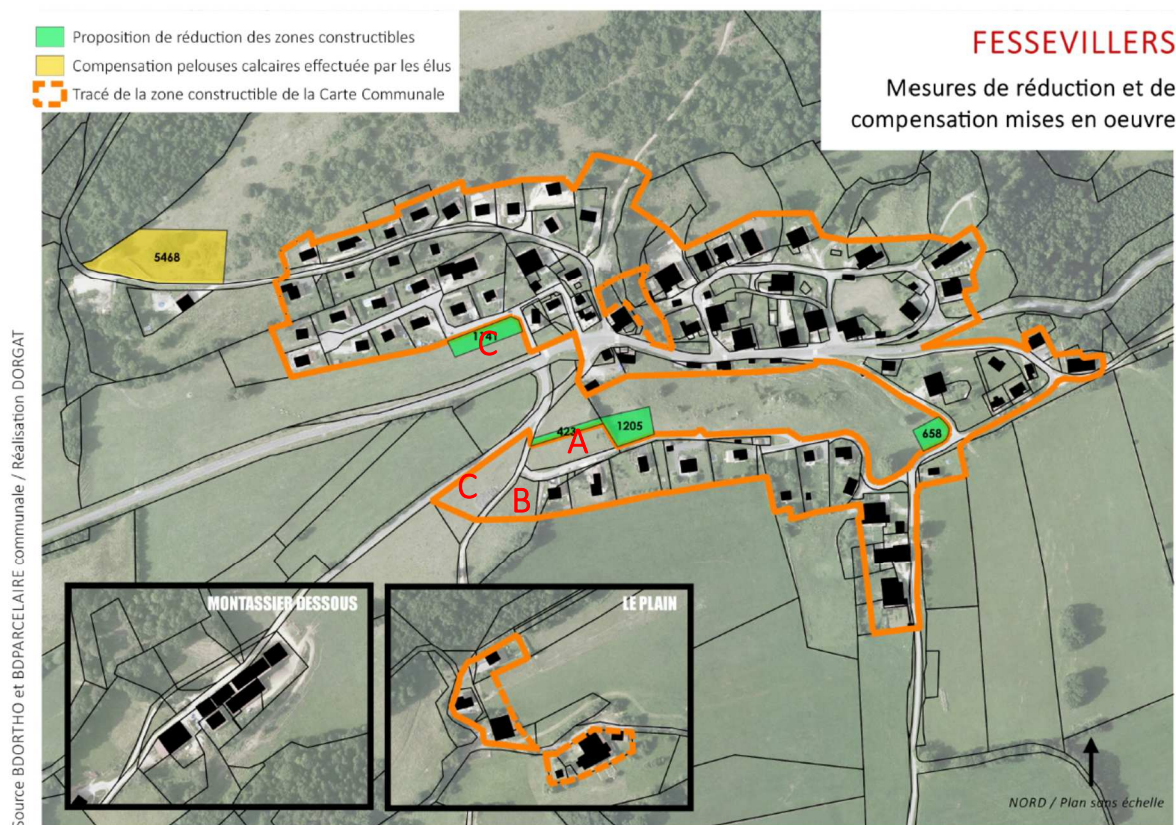 Proposition de réduction des zones constructibles
Compensation pelouses calcaires effectuée par les élus
Tracé de la zone constructible de la Carte Communale
FESSEVILLERS
Mesures de réduction et de
compensation mises en oeuvre
5468
C
423
1205
A
658
C
B
MONTASSIER DESSOUS
LE PLAIN
NORD / Plan sans échelle
Source BDORTHO et BDPARCELAIRE communale / Réalisation DORGAT